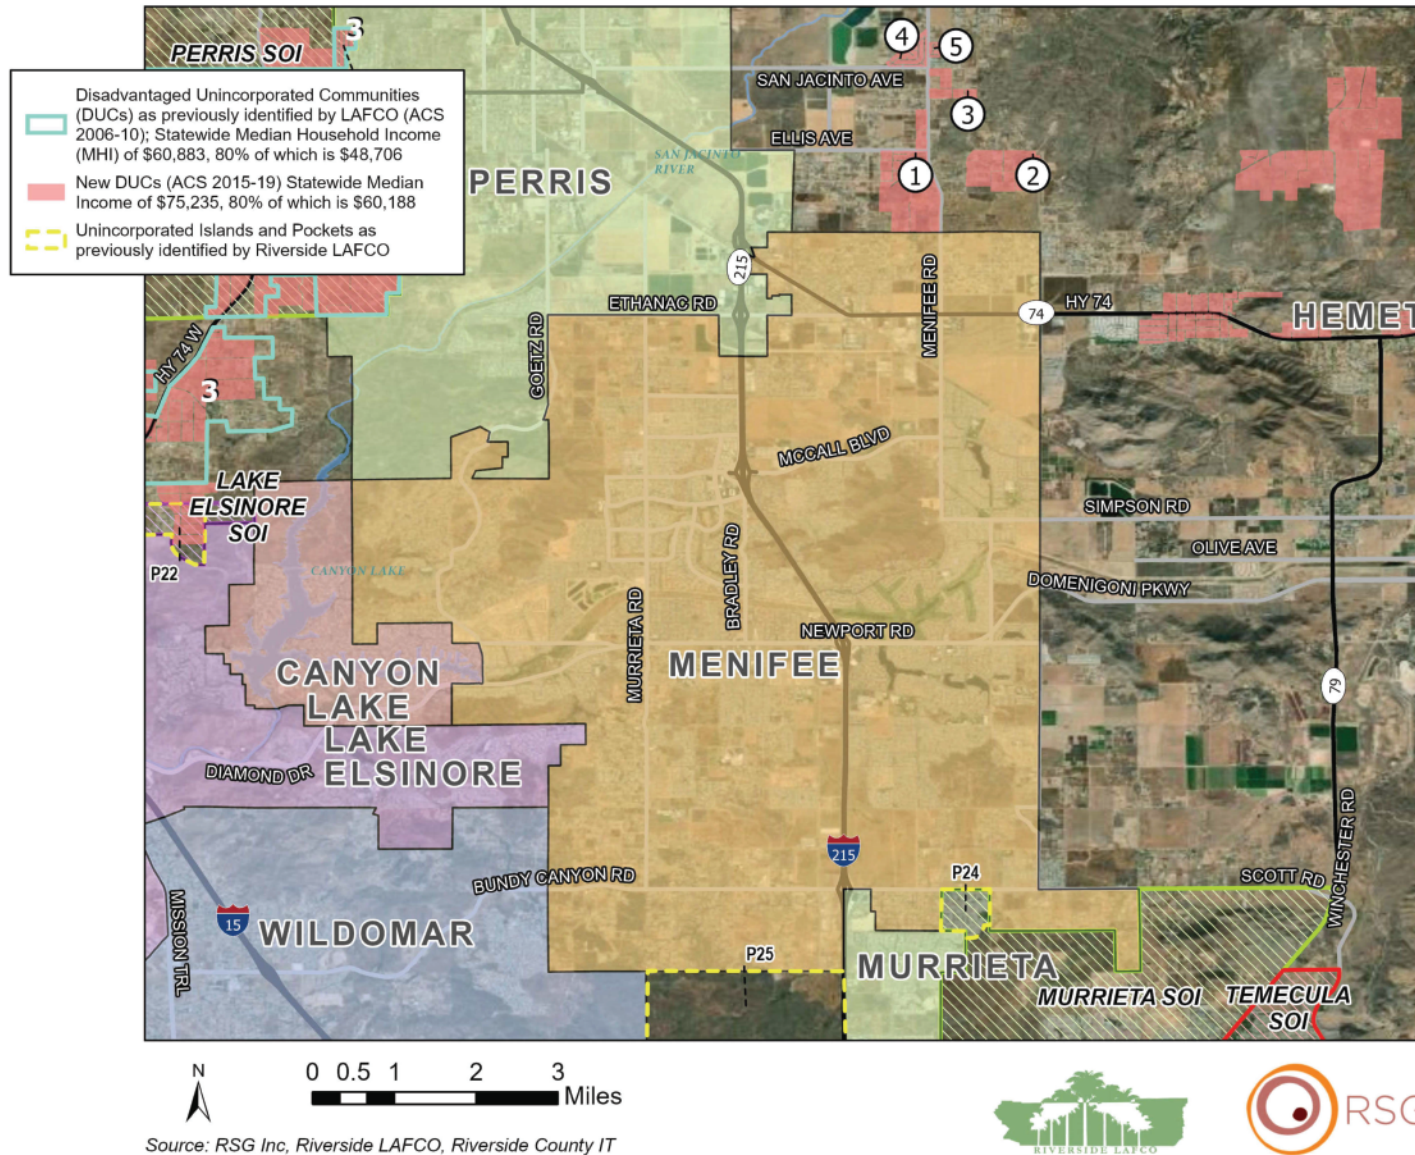 3
PERRIS SOI
Disadvantaged Unincorporated Communities
(DUCs) as previously identified by LAFCO (ACS
2006-10); Statewide Median Household Income
(MHI) of $60,883, 80% of which is $48,706
New DUCs (ACS 2015-19) Statewide Median
Income of $75,235, 80% of which is $60,188
Unincorporated Islands and Pockets as
previously identified by Riverside LAFCO
4
5
SAN JACINTO AVE
3
ELLIS AVE
SAN JACINTO
RIVER
PERRIS
1
2
215
MENIFEE RD
ETHANAC RD
74
HY 74
HEMET
GOETZ RD
HY 74 W
3
MCCALL BLVD
LAKE
ELSINORE
SOI
SIMPSON RD
BRADLEY RD
OLIVE AVE
P22
CANYON LAKE
DOMENIGONI PKWY
MURRIETA RD
NEWPORT RD
MENIFEE
CANYON
LAKE
79
LAKE
ELSINORE
DIAMOND DR
WINCHESTER RD
215
BUNDY CANYON RD
P24
SCOTT RD
MISSION TRL
15
WILDOMAR
P25
MURRIETA
MURRIETA SOI
TEMECULA
SOI
N
0 0.5 1 2 3
Miles
Source: RSG Inc, Riverside LAFCO, Riverside County IT
RIVERSIDE LAFCO
RSG